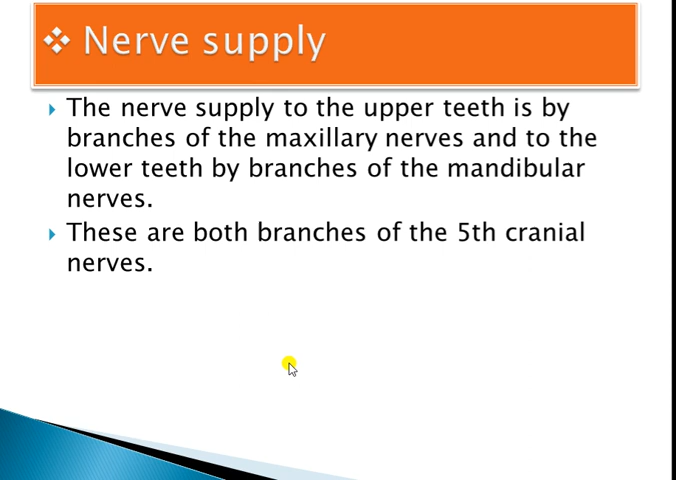 ❖ Nerve supply
The nerve supply to the upper teeth is by
branches of the maxillary nerves and to the
lower teeth by branches of the mandibular
nerves.
These are both branches of the 5th cranial
nerves.